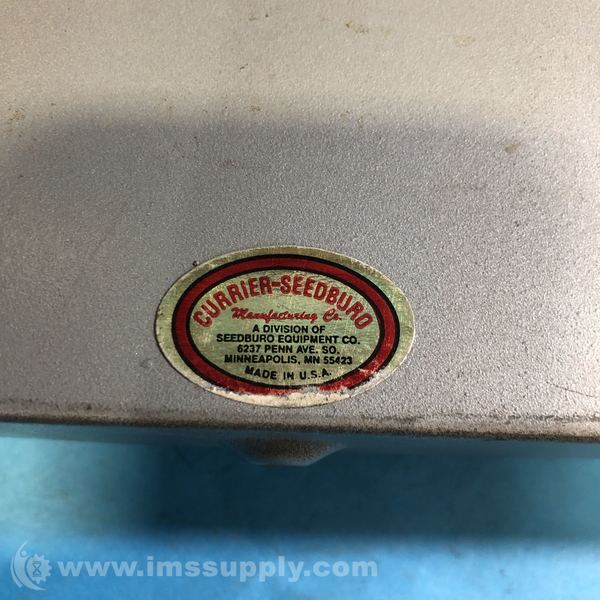 CURRIER-SEEDBURO
Manufacturing Co.
A DIVISION OF
SEEDBURO EQUIPMENT CO.
6237 PENN AVE. SO.
MINNEAPOLIS, MN 55423
MADE IN U.S.A.
www.imssupply.com